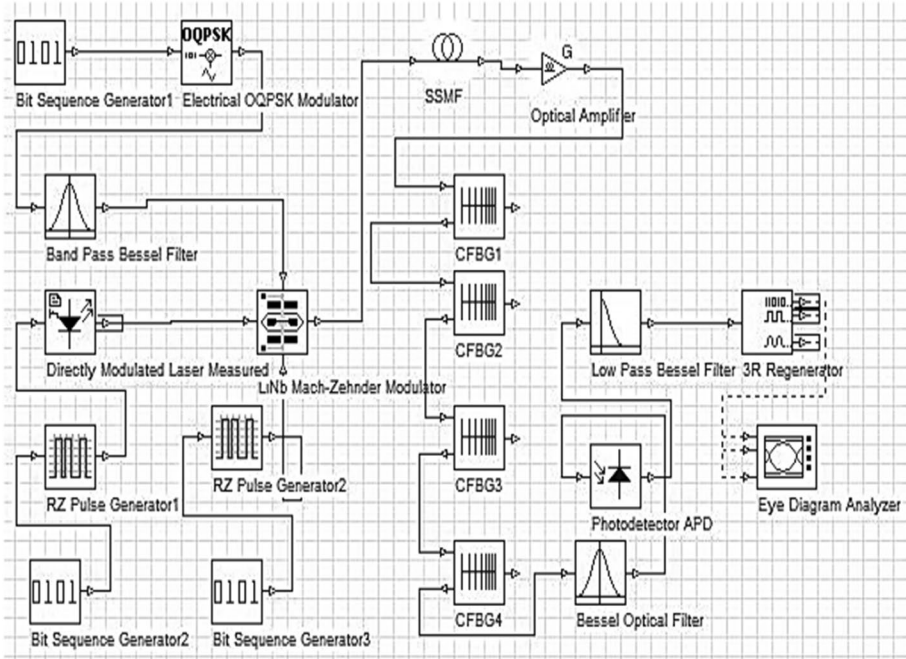 0101
OQPSK
101
Bit Sequence Generator1
Electrical OQPSK Modulator
SSMF
G
Optical Amplifier
Band Pass Bessel Filter
CFBG1
Directly Modulated Laser Measured
LiNb Mach-Zehnder Modulator
CFBG2
Low Pass Bessel Filter
11010..
3R Regenerator
RZ Pulse Generator1
RZ Pulse Generator2
CFBG3
Photodetector APD
Eye Diagram Analyzer
0101
Bit Sequence Generator2
0101
Bit Sequence Generator3
CFBG4
Bessel Optical Filter